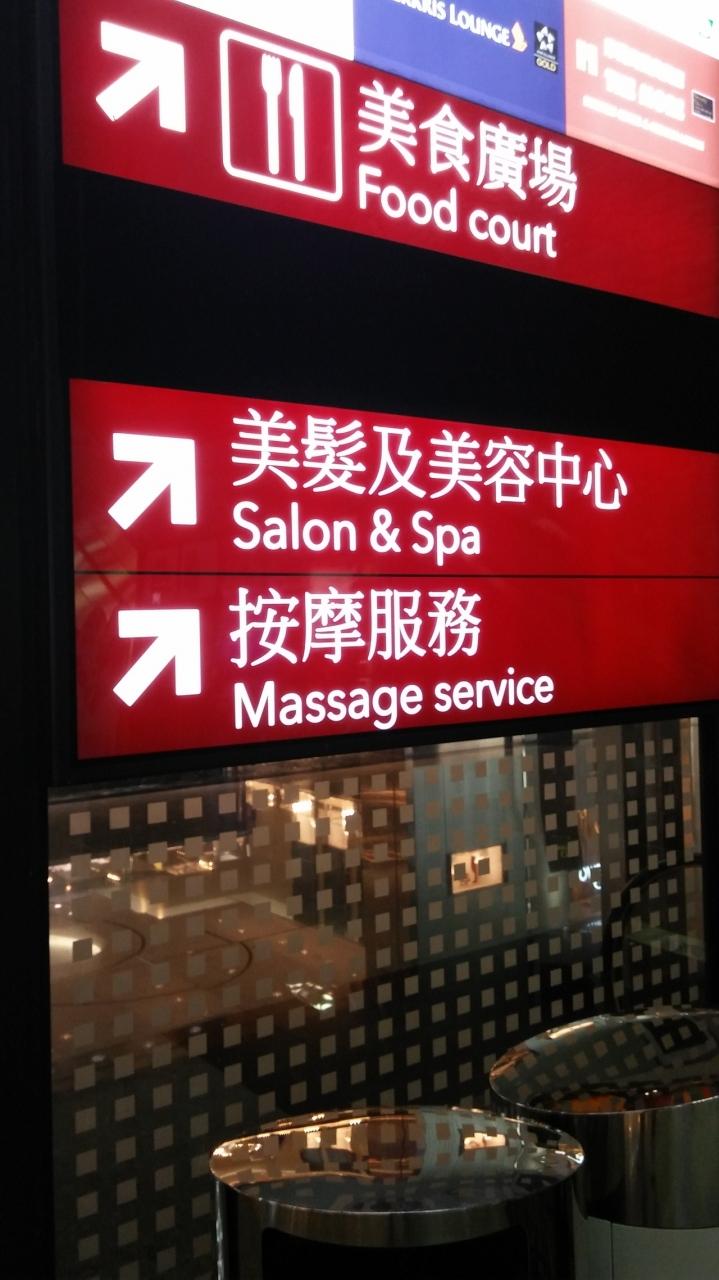 LOUNGE
GOLD
美食廣場
Food court
美髮及美容中心
Salon & Spa
按摩服務
Massage service